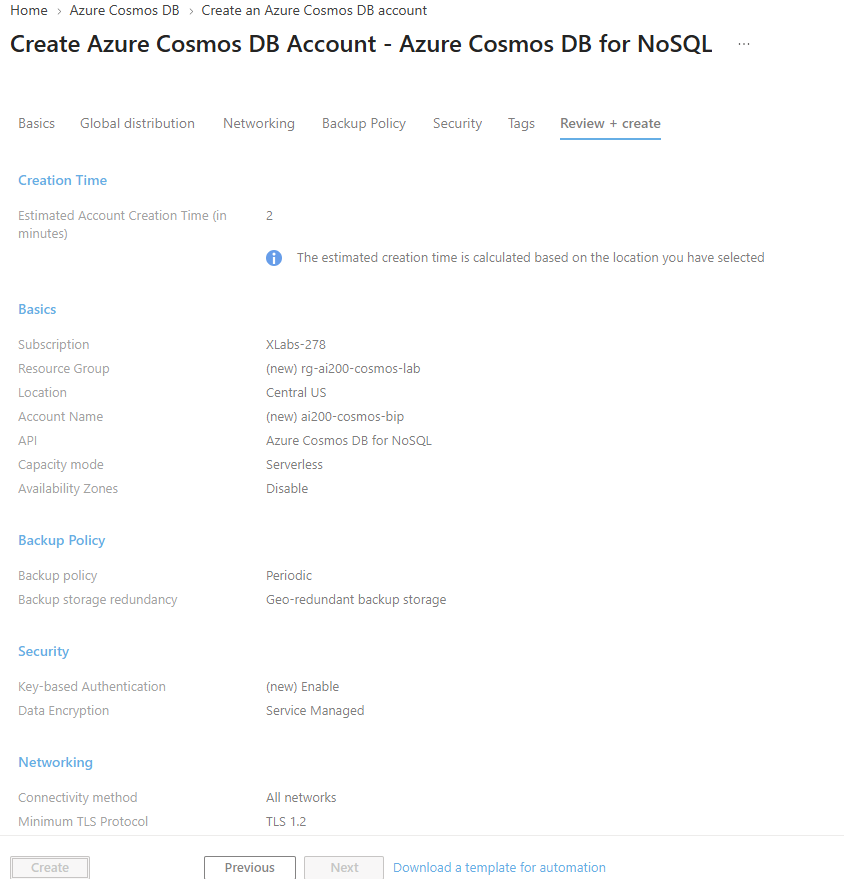 Home > Azure Cosmos DB > Create an Azure Cosmos DB account
Create Azure Cosmos DB Account - Azure Cosmos DB for NoSQL ...
Basics Global distribution Networking Backup Policy Security Tags Review + create
Creation Time
Estimated Account Creation Time (in minutes) 2
The estimated creation time is calculated based on the location you have selected
Basics
Subscription XLabs-278
Resource Group (new) rg-ai200-cosmos-lab
Location Central US
Account Name (new) ai200-cosmos-bip
API Azure Cosmos DB for NoSQL
Capacity mode Serverless
Availability Zones Disable
Backup Policy
Backup policy Periodic
Backup storage redundancy Geo-redundant backup storage
Security
Key-based Authentication (new) Enable
Data Encryption Service Managed
Networking
Connectivity method All networks
Minimum TLS Protocol TLS 1.2
Create Previous Next Download a template for automation